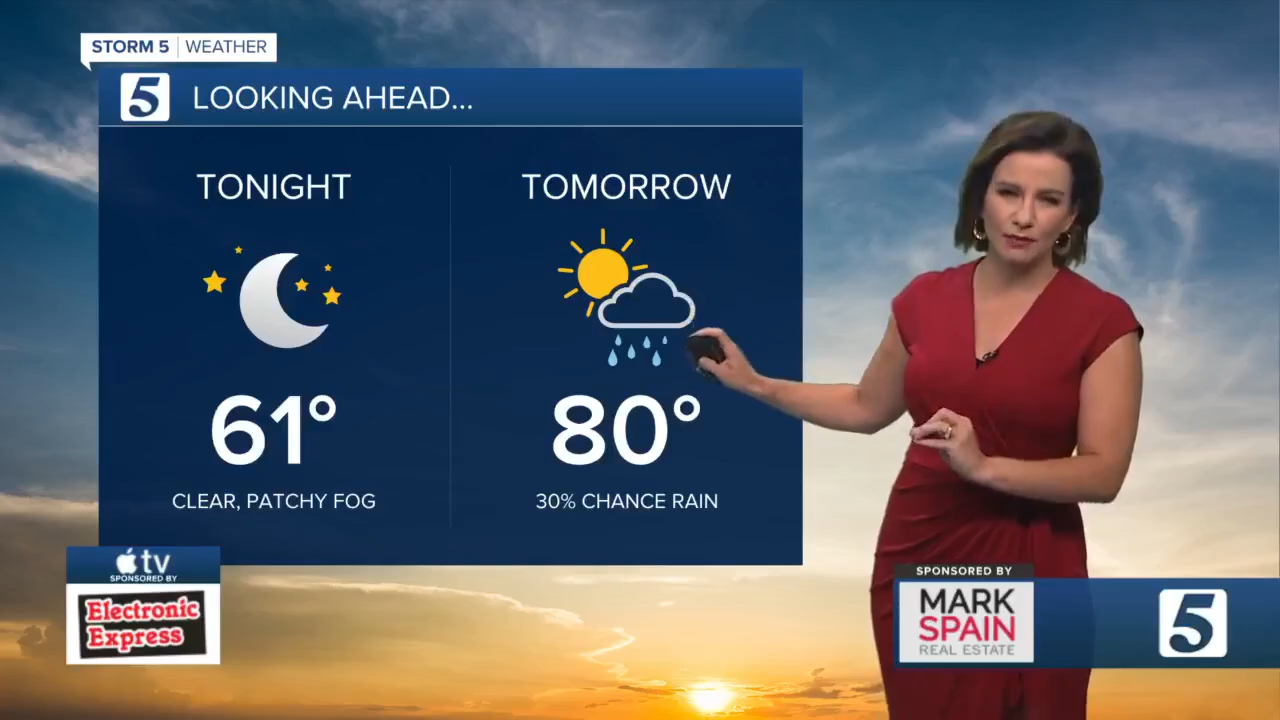 STORM 5 | WEATHER
5 LOOKING AHEAD...
TONIGHT
61°
CLEAR, PATCHY FOG
TOMORROW
80°
30% CHANCE RAIN
tv
SPONSORED BY
Electronic
Express
SPONSORED BY
MARK
SPAIN
REAL ESTATE
5